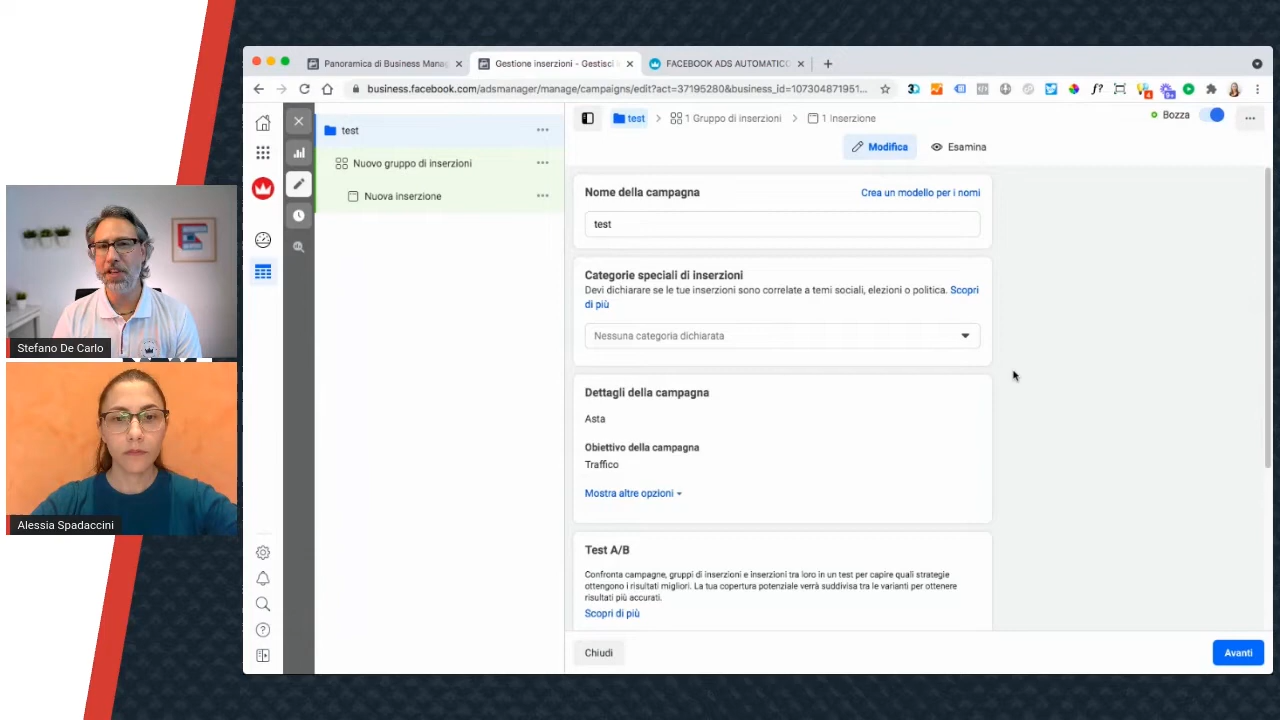 Panoramica di Business Mana
Gestione inserzioni - Gestisci i
FACEBOOK ADS AUTOMATICO
business.facebook.com/adsmanager/manage/campaigns/edit?act=37195280&business_id=107304871951...
test
Nuovo gruppo di inserzioni
Nuova inserzione
test
1 Gruppo di inserzioni
1 Inserzione
Bozza
Modifica
Esamina
Nome della campagna
Crea un modello per i nomi
test
Categorie speciali di inserzioni
Devi dichiarare se le tue inserzioni sono correlate a temi sociali, elezioni o politica. Scopri
di più
Nessuna categoria dichiarata
Dettagli della campagna
Asta
Obiettivo della campagna
Traffico
Mostra altre opzioni
Test A/B
Confronta campagne, gruppi di inserzioni e inserzioni tra loro in un test per capire quali strategie
ottengono i risultati migliori. La tua copertura potenziale verrà suddivisa tra le varianti per ottenere
risultati più accurati.
Scopri di più
Chiudi
Avanti
Stefano De Carlo
Alessia Spadaccini